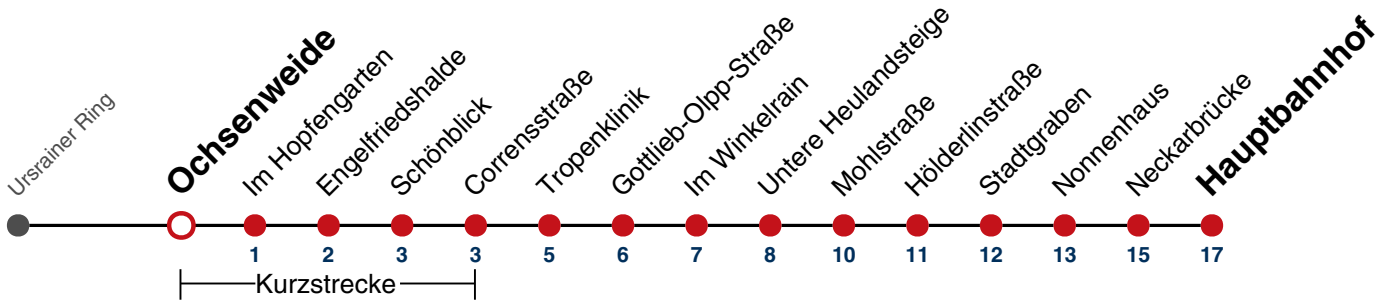 Ursrainer Ring
Ochsenweide
Im Hopfengarten
Engelfriedshalde
Schönblick
Corrensstraße
Tropenklinik
Gottlieb-Olpp-Straße
Im Winkelrain
Untere Heulandsteige
Mohlstraße
Hölderlinstraße
Stadtgraben
Nonnenhaus
Neckarbrücke
Hauptbahnhof
1 2 3 3 5 6 7 8 10 11 12 13 15 17
Kurzstrecke